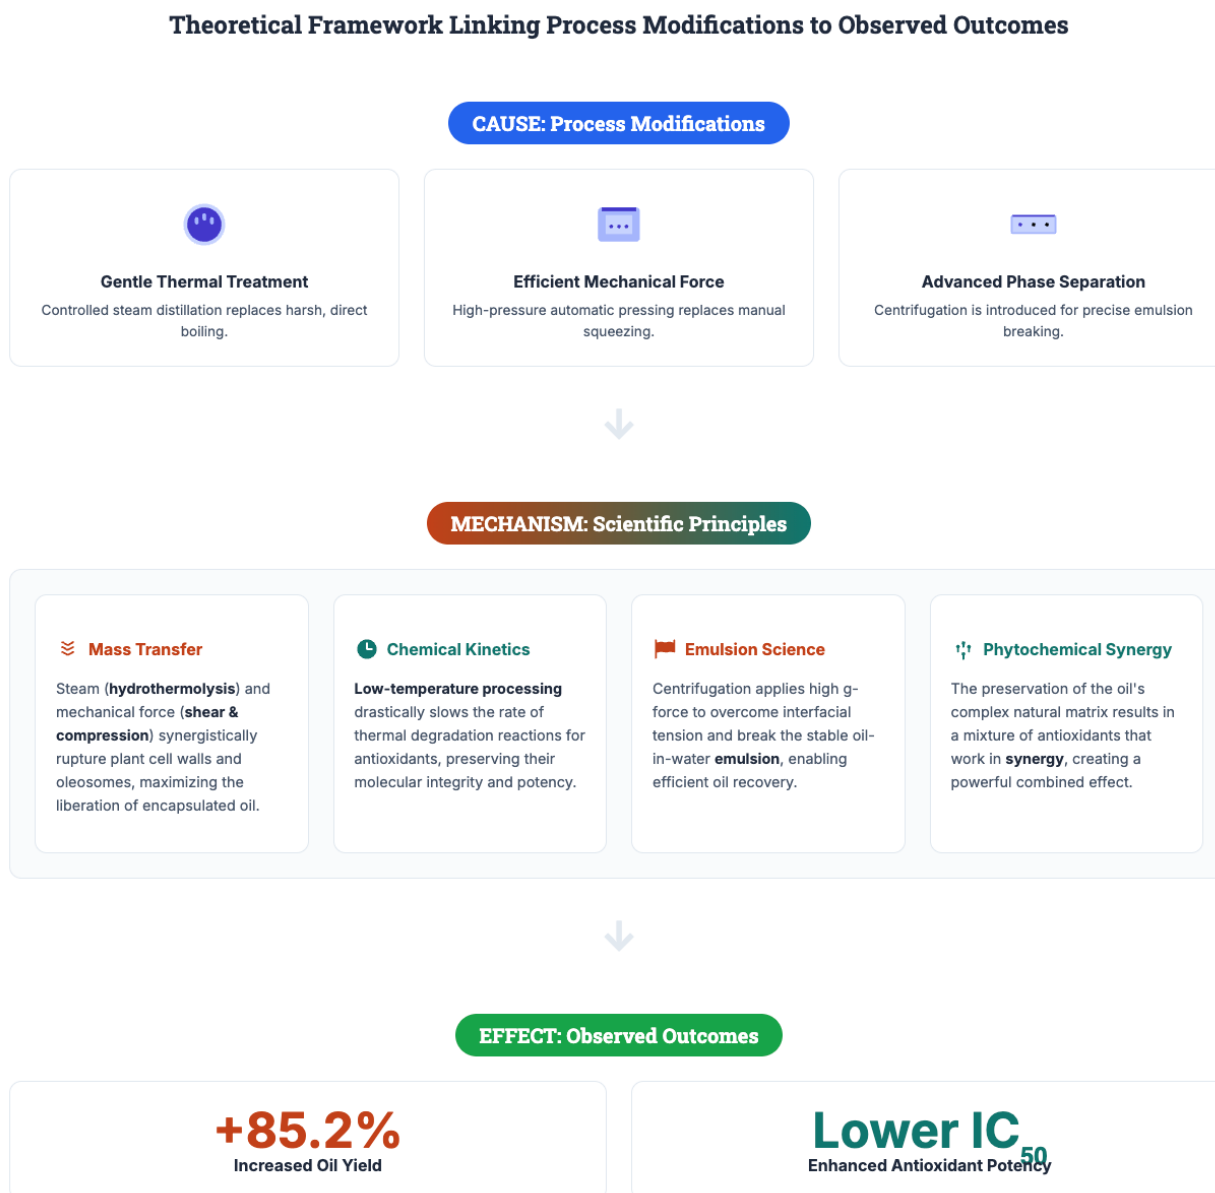 Theoretical Framework Linking Process Modifications to Observed Outcomes
CAUSE: Process Modifications
Gentle Thermal Treatment
Controlled steam distillation replaces harsh, direct
boiling.
Efficient Mechanical Force
High-pressure automatic pressing replaces manual
squeezing.
Advanced Phase Separation
Centrifugation is introduced for precise emulsion
breaking.
MECHANISM: Scientific Principles
Mass Transfer
Steam (hydrothermolysis) and
mechanical force (shear &
compression) synergistically
rupture plant cell walls and
oleosomes, maximizing the
liberation of encapsulated oil.
Chemical Kinetics
Low-temperature processing
drastically slows the rate of
thermal degradation reactions for
antioxidants, preserving their
molecular integrity and potency.
Emulsion Science
Centrifugation applies high g-
force to overcome interfacial
tension and break the stable oil-
in-water emulsion, enabling
efficient oil recovery.
Phytochemical Synergy
The preservation of the oil's
complex natural matrix results in
a mixture of antioxidants that
work in synergy, creating a
powerful combined effect.
EFFECT: Observed Outcomes
+85.2%
Increased Oil Yield
Lower IC50
Enhanced Antioxidant Potency